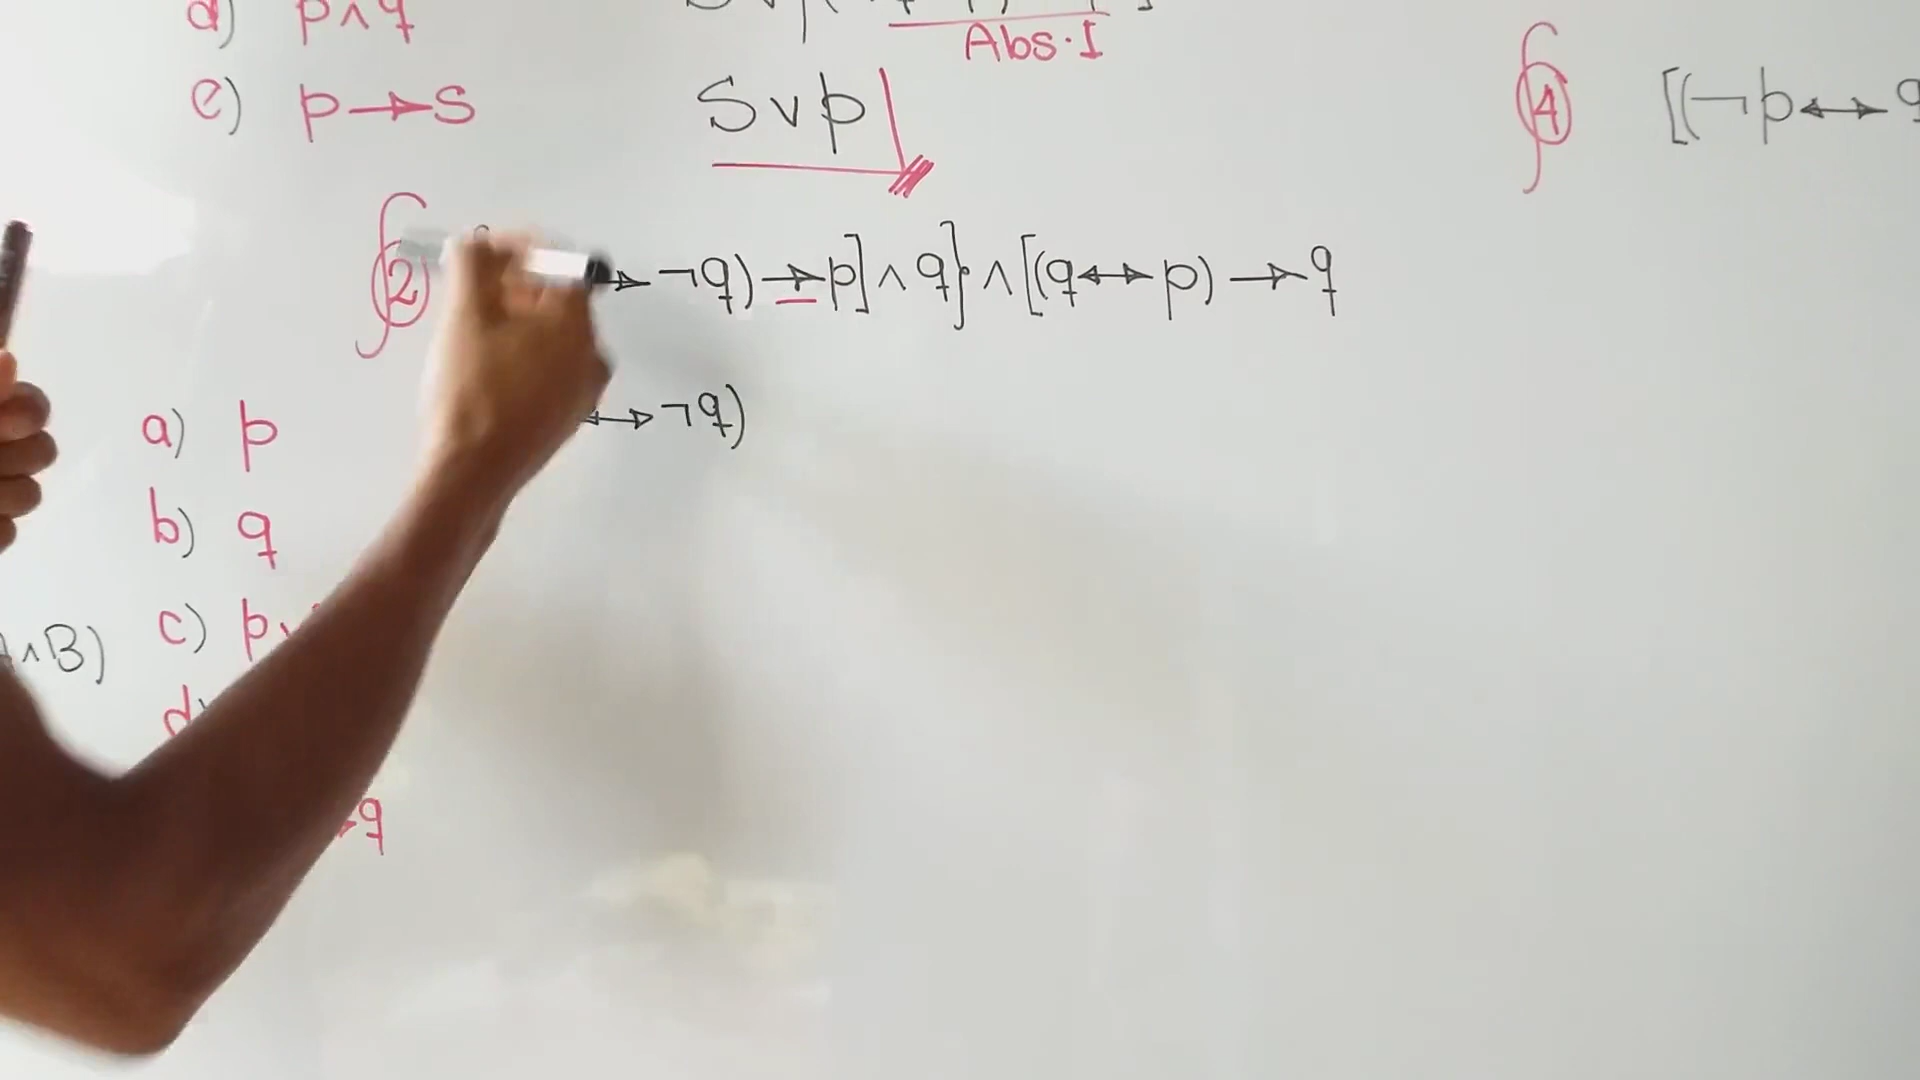 d) p∧q
Abs.I
e) p→s
S∨p
② ↔ ¬q) → p] ∧ q} ∧ [(q ↔ p) → q
↔ ¬q)
a) p
b) q
c) p
∧B)
d)
→q
④ [(¬p ↔ q